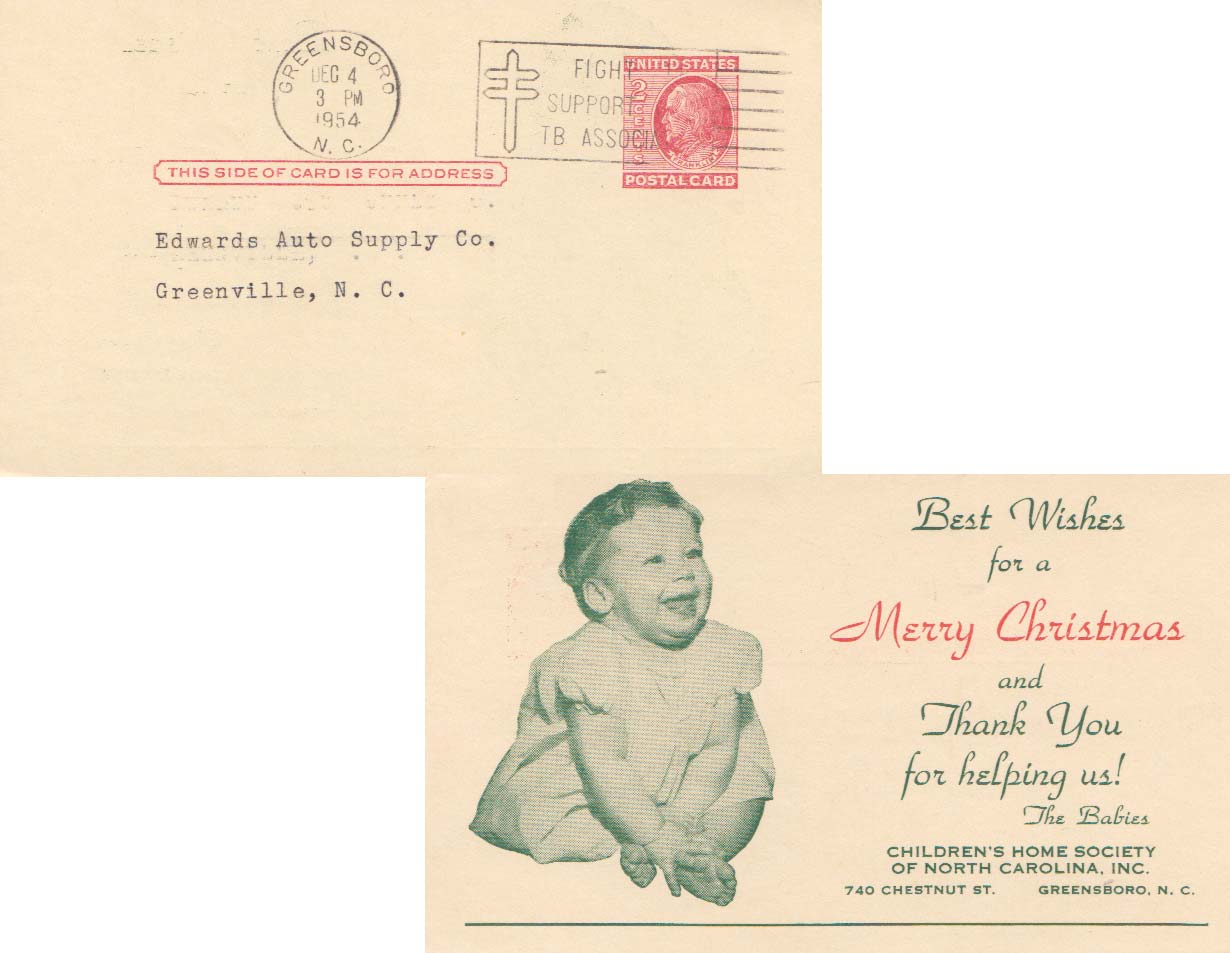 GREENSBORO
DEC 4
3 PM
1954
N. C.
FIGHT
SUPPORT
TB
UNITED STATES
2 CENTS
FRANKLIN
POSTAL CARD
THIS SIDE OF CARD IS FOR ADDRESS
Edwards Auto Supply Co.
Greenville, N. C.
Best Wishes
for a
Merry Christmas
and
Thank You
for helping us!
The Babies
CHILDREN'S HOME SOCIETY
OF NORTH CAROLINA, INC.
740 CHESTNUT ST. GREENSBORO, N. C.